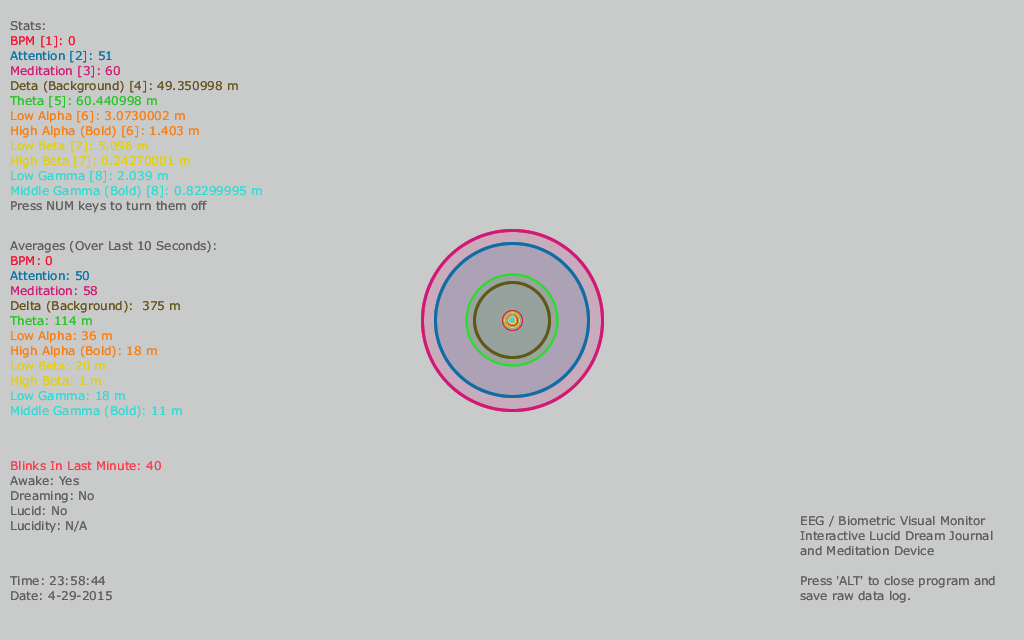 Stats:
BPM [1]: 0
Attention [2]: 51
Meditation [3]: 60
Deta (Background) [4]: 49.350998 m
Theta [5]: 60.440998 m
Low Alpha [6]: 3.0730002 m
High Alpha (Bold) [6]: 1.403 m
Low Beta [7]: 5.096 m
High Beta [7]: 0.24270001 m
Low Gamma [8]: 2.039 m
Middle Gamma (Bold) [8]: 0.82299995 m
Press NUM keys to turn them off
Averages (Over Last 10 Seconds):
BPM: 0
Attention: 50
Meditation: 58
Delta (Background):  375 m
Theta: 114 m
Low Alpha: 36 m
High Alpha (Bold): 18 m
Low Beta: 20 m
High Beta: 1 m
Low Gamma: 18 m
Middle Gamma (Bold): 11 m
Blinks In Last Minute: 40
Awake: Yes
Dreaming: No
Lucid: No
Lucidity: N/A
Time: 23:58:44
Date: 4-29-2015
EEG / Biometric Visual Monitor
Interactive Lucid Dream Journal
and Meditation Device
Press 'ALT' to close program and
save raw data log.